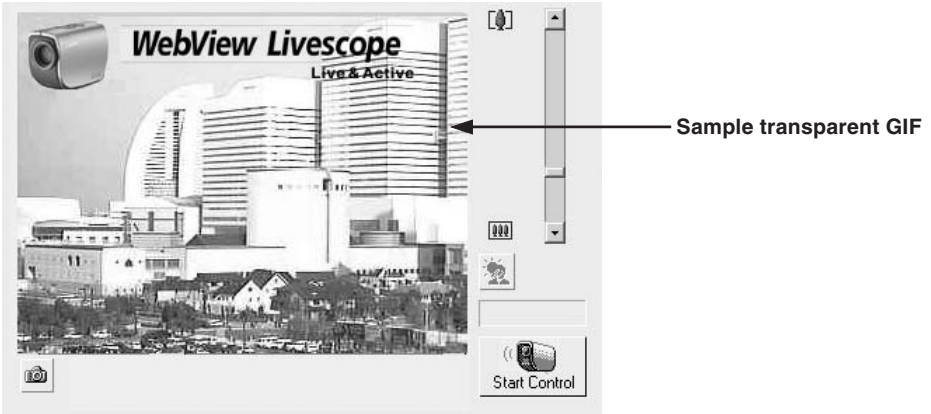 WebView Livescope
Live&Active
Sample transparent GIF
Start Control